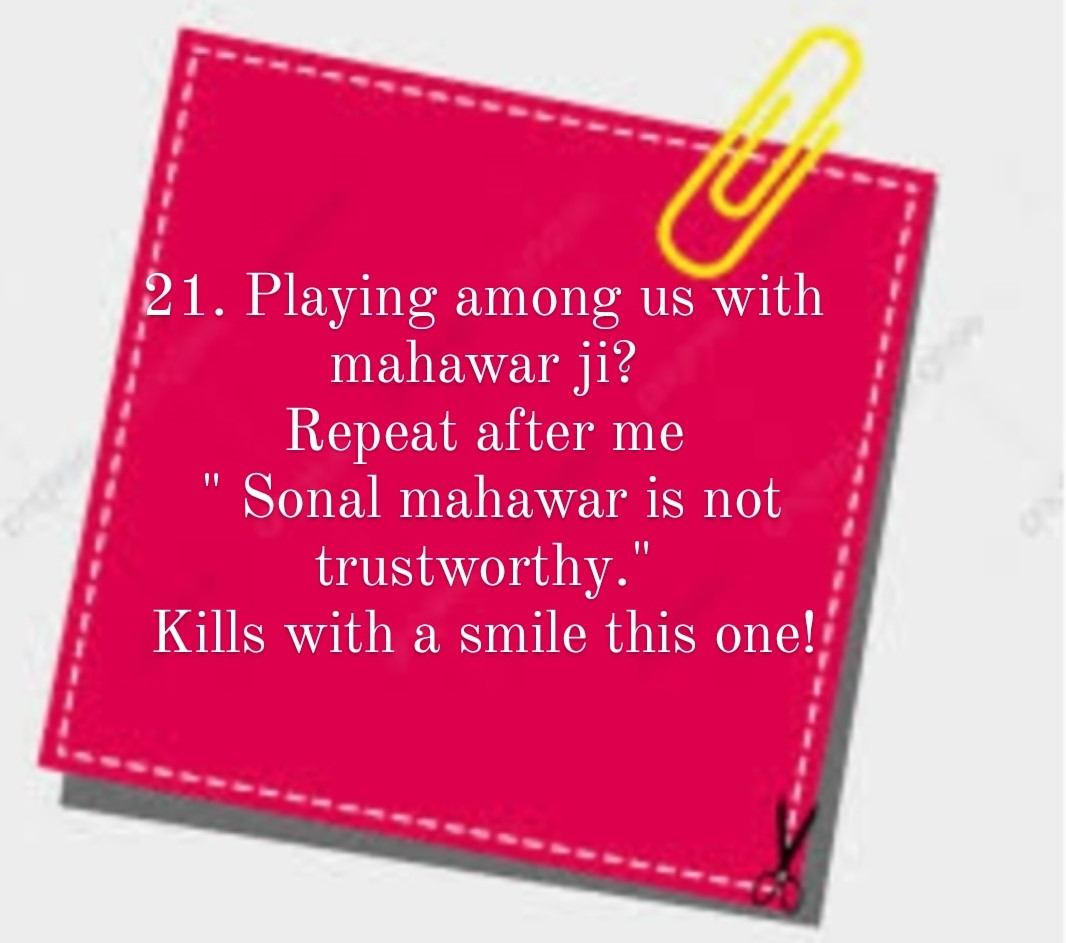 21. Playing among us with
mahawar ji?
Repeat after me
" Sonal mahawar is not
trustworthy."
Kills with a smile this one!